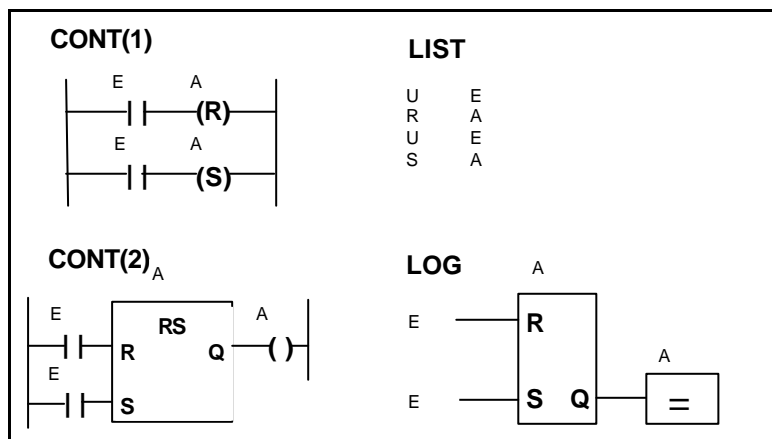 CONT(1)
E A
(R)
E A
(S)
LIST
U E
R A
U E
S A
CONT(2) A
E RS A
R Q ( )
E
S
LOG A
E R
A
E S Q =